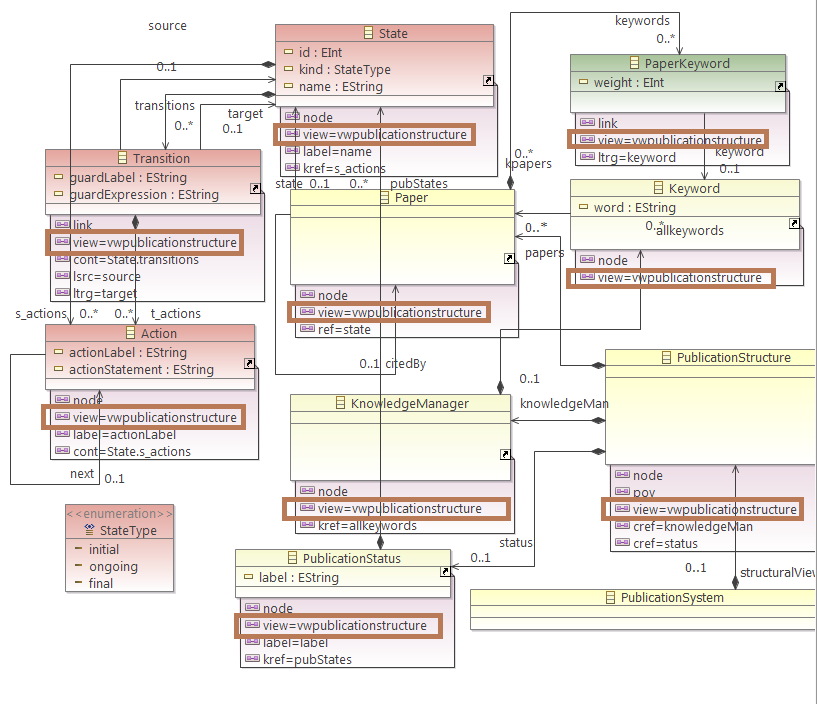 source
State
id : EInt
kind : StateType
name : EString
node
view=vwpublicationstructure
label=name
kref=s_actions
keywords
0..*
PaperKeyword
weight : EInt
link
view=vwpublicationstructure
ltrg=keyword
0..1
transitions
0..*
target
0..1
Transition
guardLabel : EString
guardExpression : EString
link
view=vwpublicationstructure
cont=State.transitions
lsrc=source
ltrg=target
state
0..1
0..*
pubStates
0..*
kpapers
keyword
0..1
Paper
node
view=vwpublicationstructure
ref=state
Keyword
word : EString
node
view=vwpublicationstructure
0..*
allkeywords
0..*
papers
s_actions
0..*
0..*
t_actions
Action
actionLabel : EString
actionStatement : EString
node
view=vwpublicationstructure
label=actionLabel
cont=State.s_actions
next
0..1
0..1
citedBy
0..1
knowledgeMan
KnowledgeManager
node
view=vwpublicationstructure
kref=allkeywords
PublicationStructure
node
pov
view=vwpublicationstructure
cref=knowledgeMan
cref=status
<<enumeration>>
StateType
initial
ongoing
final
status
0..1
PublicationStatus
label : EString
node
view=vwpublicationstructure
label=label
kref=pubStates
0..1
structuralView
PublicationSystem